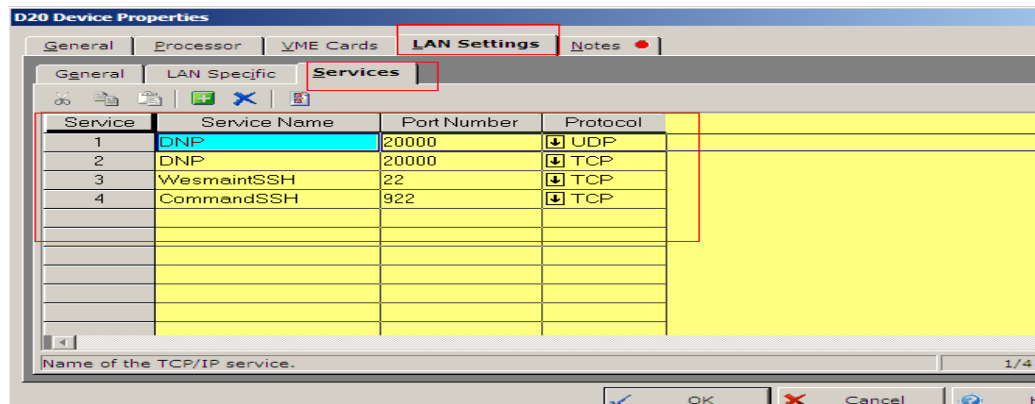 D20 Device Properties
General Processor VME Cards LAN Settings Notes
General LAN Specific Services
Service Service Name Port Number Protocol
1 DNP 20000 UDP
2 DNP 20000 TCP
3 WesmaintSSH 22 TCP
4 CommandSSH 922 TCP
Name of the TCP/IP service. 1/4
OK Cancel